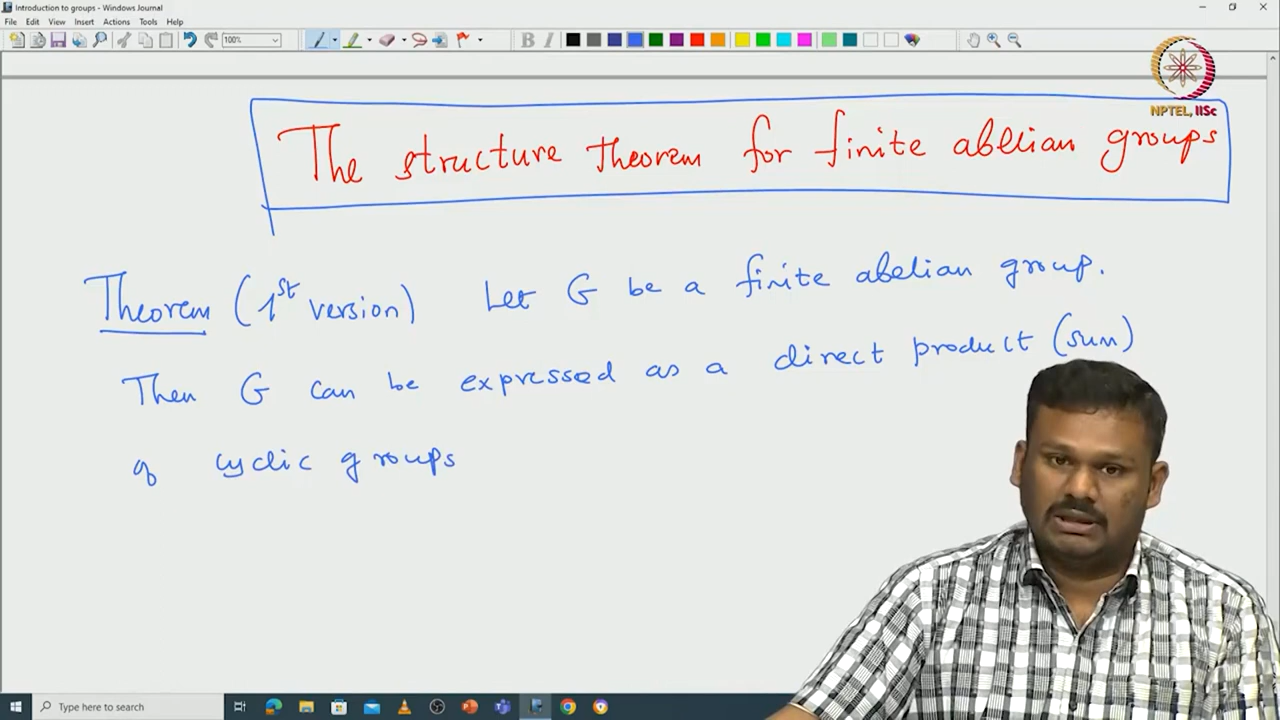 Introduction to groups - Windows Journal
File Edit View Insert Actions Tools Help
100%
B I
NPTEL, IISc
The structure theorem for finite abelian groups
Theorem (1st version) Let G be a finite abelian group.
Then G can be expressed as a direct product (sum)
of cyclic groups
Type here to search